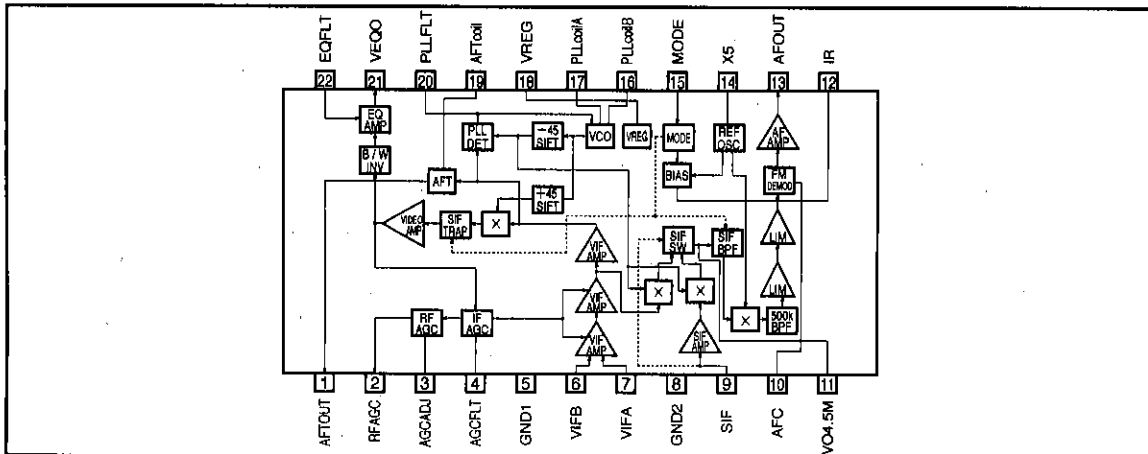 EQFLT
VEQO
PLLFLT
AFTcoil
VREG
PLLcoilA
PLLcoilB
MODE
X5
AFOUT
IR
22
21
20
19
18
17
16
15
14
13
12
EQ
AMP
B/W
INV
PLL
DET
-45
SIFT
VCO
VREG
MODE
REF
OSC
AF
AMP
AFT
+45
SIFT
BIAS
FM
DEMOD
VIDEO
AMP
SIF
TRAP
X
VIF
AMP
SIF
SW
SIF
BPF
LIM
RF
AGC
IF
AGC
VIF
AMP
X
X
LIM
VIF
AMP
SIF
AMP
X
500k
BPF
1
2
3
4
5
6
7
8
9
10
11
AFTOUT
RFAGC
AGCADJ
AGCFLT
GND1
VIFB
VIFA
GND2
SIF
AFC
VO4.5M